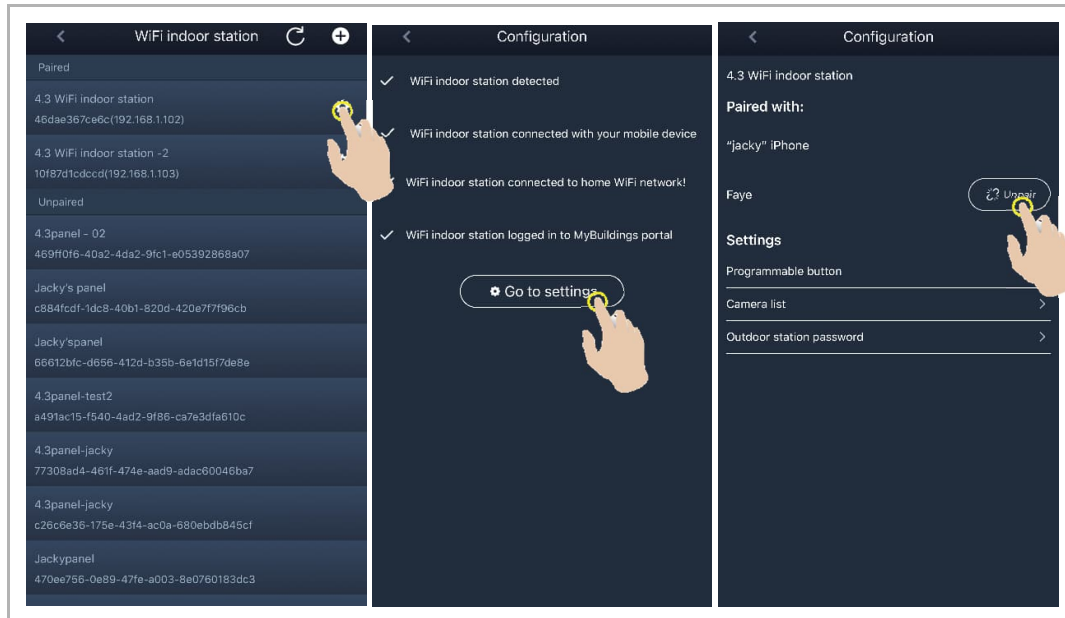 WiFi indoor station
Paired
4.3 WiFi indoor station
46dae367ce6c(192.168.1.102)
4.3 WiFi indoor station -2
10f87d1cdccd(192.168.1.103)
Unpaired
4.3panel - 02
469ff0f6-40a2-4da2-9fc1-e05392868a07
Jacky's panel
c884fcdf-1dc8-40b1-820d-420e7f7f96cb
Jacky'spanel
66612bfc-d656-412d-b35b-6e1d15f7de8e
4.3panel-test2
a491ac15-f540-4ad2-9f86-ca7e3dfa610c
4.3panel-jacky
77308ad4-461f-474e-aad9-adac60046ba7
4.3panel-jacky
c26c6e36-175e-43f4-ac0a-680ebdb845cf
Jackypanel
470ee756-0e89-47fe-a003-8e0760183dc3
Configuration
WiFi indoor station detected
WiFi indoor station connected with your mobile device
WiFi indoor station connected to home WiFi network!
WiFi indoor station logged in to MyBuildings portal
Go to settings
Configuration
4.3 WiFi indoor station
Paired with:
"jacky" iPhone
Faye
Unpair
Settings
Programmable button
Camera list
Outdoor station password